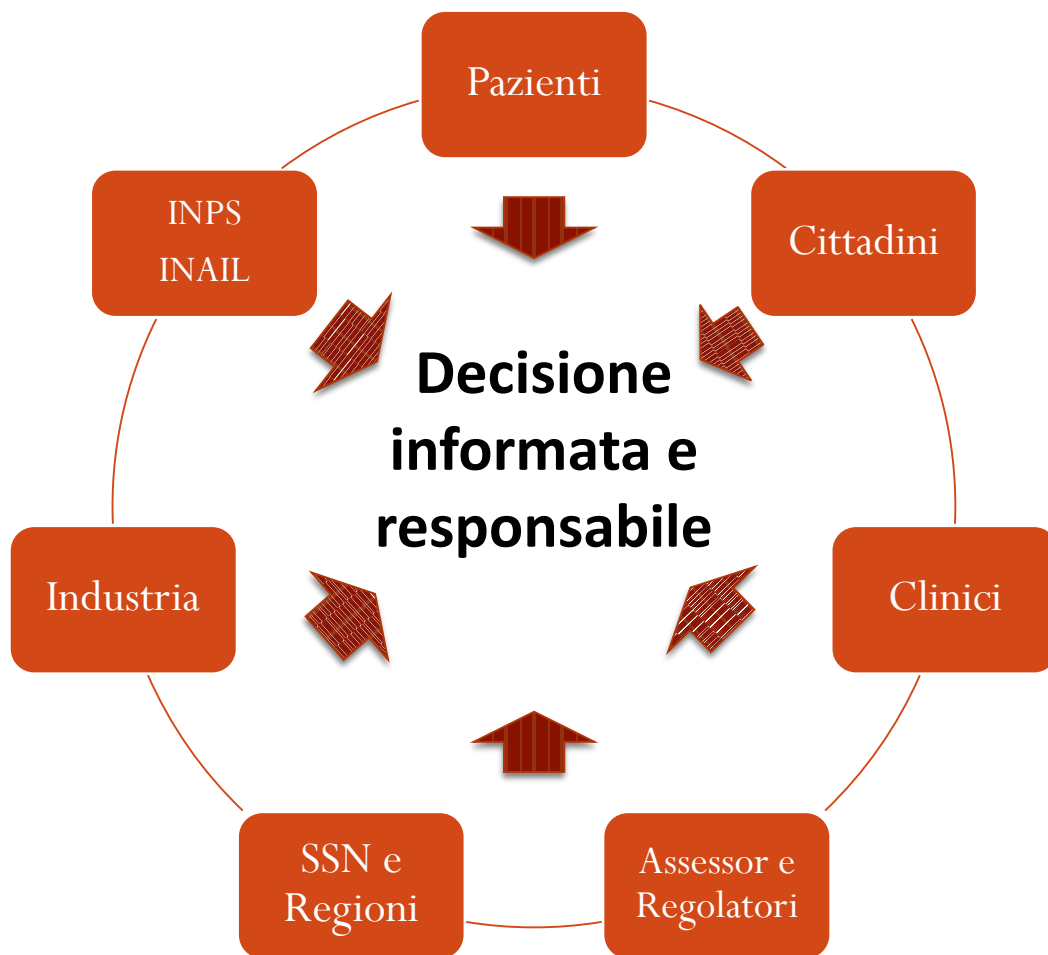 Pazienti
Cittadini
Clinici
Assessor e
Regolatori
SSN e
Regioni
Industria
INPS
INAIL
Decisione
informata e
responsabile